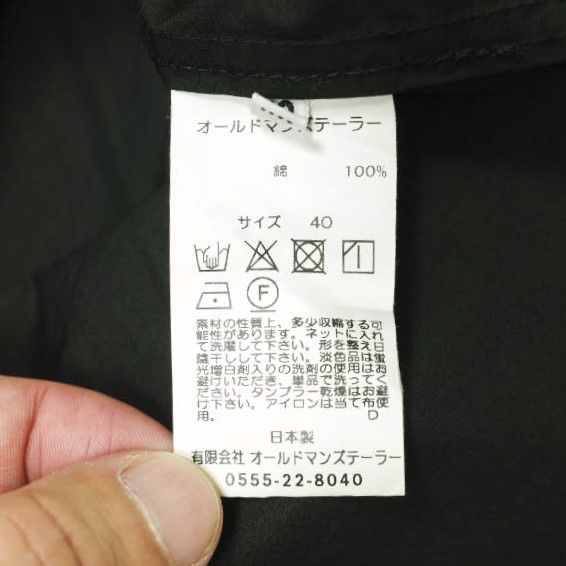 オールドマンズテーラー
綿 100%
サイズ 40
F
素材の性質上、多少収縮する可
能性があります。ネットに入れ
て洗濯して下さい。形を整え日
陰干しして下さい。淡色品は蛍
光増白剤入りの洗剤の使用はお
避けいただき、単品で洗ってく
ださい。タンブラー乾燥はお避
け下さい。アイロンは当て布使
用。 D
日本製
有限会社 オールドマンズテーラー
0555-22-8040